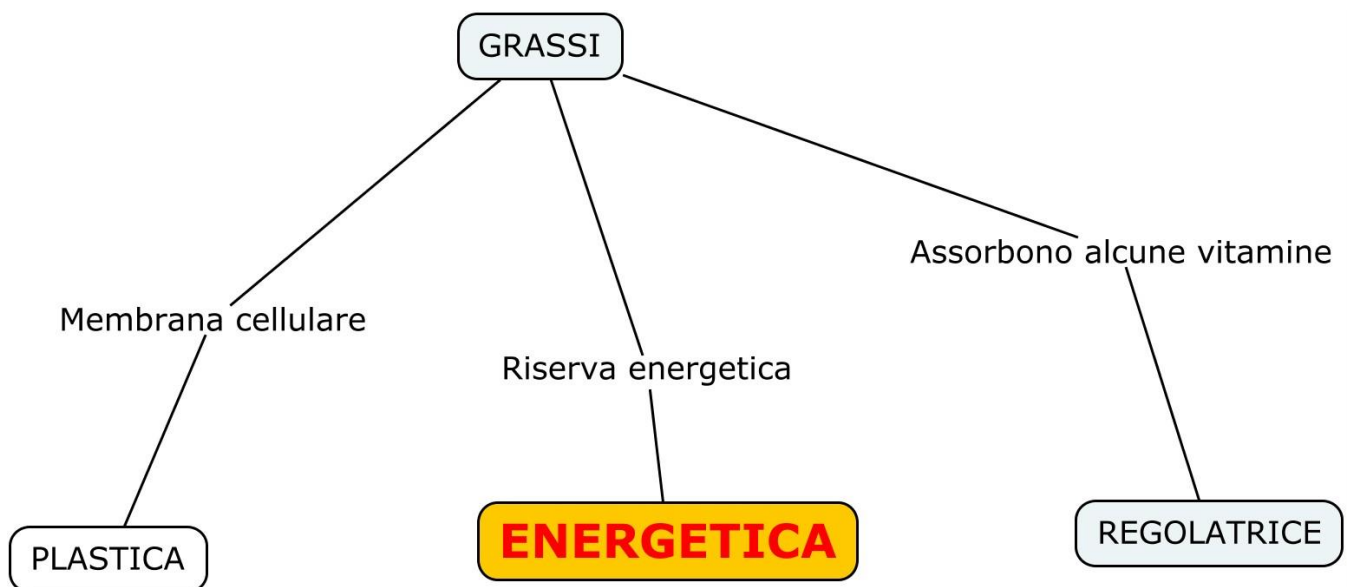 GRASSI
Assorbono alcune vitamine
Membrana cellulare
Riserva energetica
PLASTICA
ENERGETICA
REGOLATRICE